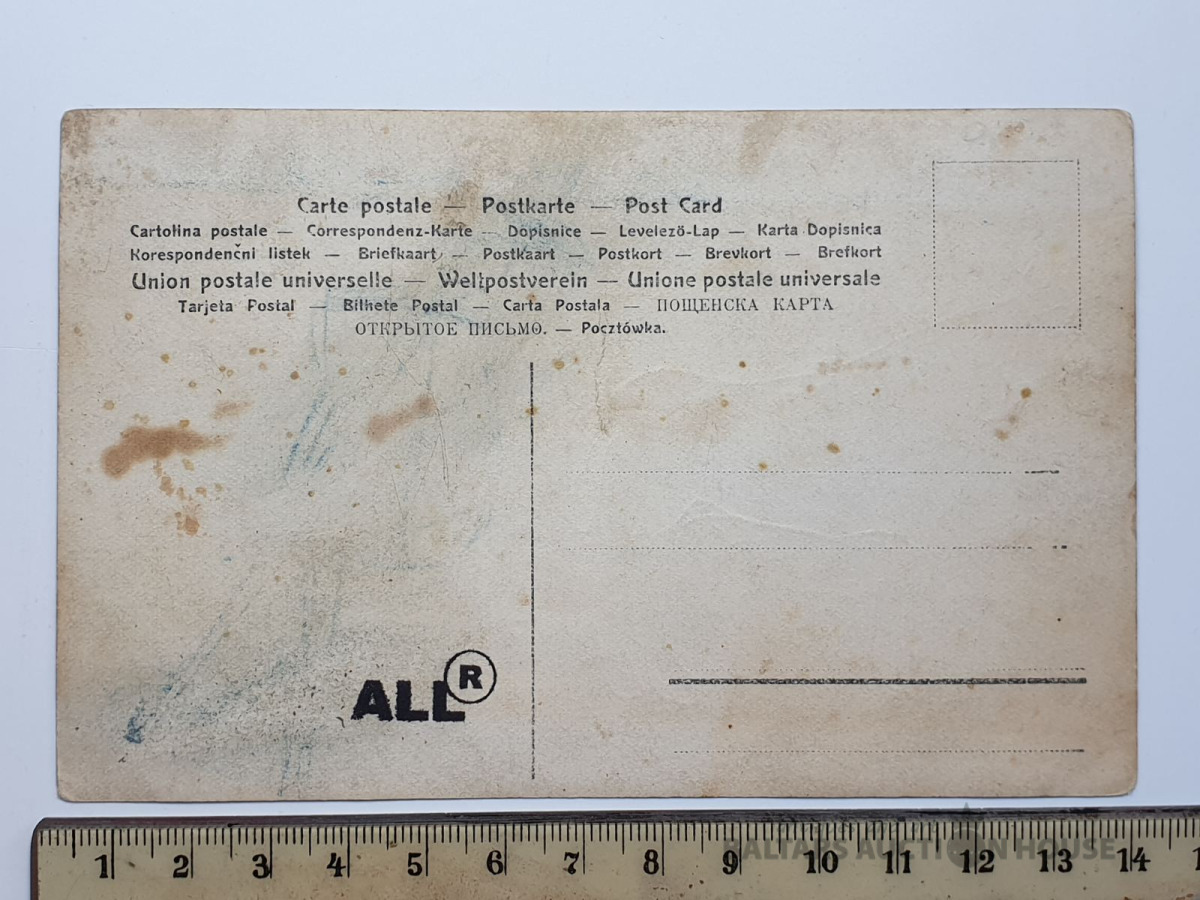 Carte postale — Postkarte — Post Card
Cartolina postale — Correspondenz-Karte — Dopisnice — Levelezö-Lap — Karta Dopisnica
Korespondenčni listek — Briefkaart — Postkaart — Postkort — Brevkort — Brefkort
Union postale universelle — Weltpostverein — Unione postale universale
Tarjeta Postal — Bilhete Postal — Carta Postala — ПОЩЕНСКА КАРТА
ОТКРЫТОЕ ПИСЬМО. — Pocztówka.
ALL R
1 2 3 4 5 6 7 8 9 10 11 12 13 14
BALTARS AUCTION HOUSE